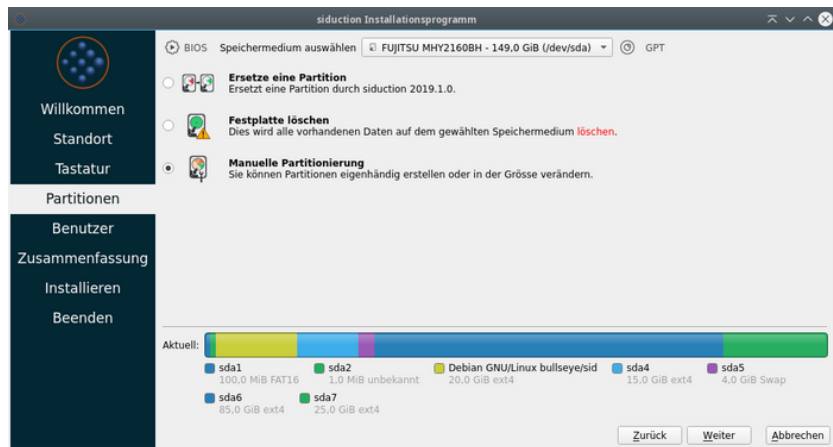 siduction Installationsprogramm
BIOS Speichermedium auswählen FUJITSU MHY2160BH - 149,0 GiB (/dev/sda) GPT
Willkommen
Standort
Tastatur
Partitionen
Benutzer
Zusammenfassung
Installieren
Beenden
Ersetze eine Partition
Ersetzt eine Partition durch siduction 2019.1.0.
Festplatte löschen
Dies wird alle vorhandenen Daten auf dem gewählten Speichermedium löschen.
Manuelle Partitionierung
Sie können Partitionen eigenhändig erstellen oder in der Grösse verändern.
Aktuell:
sda1 sda2 Debian GNU/Linux bullseye/sid sda4 sda5
100,0 MiB FAT16 1,0 MiB unbekannt 20,0 GiB ext4 15,0 GiB ext4 4,0 GiB Swap
sda6 sda7
85,0 GiB ext4 25,0 GiB ext4
Zurück Weiter Abbrechen